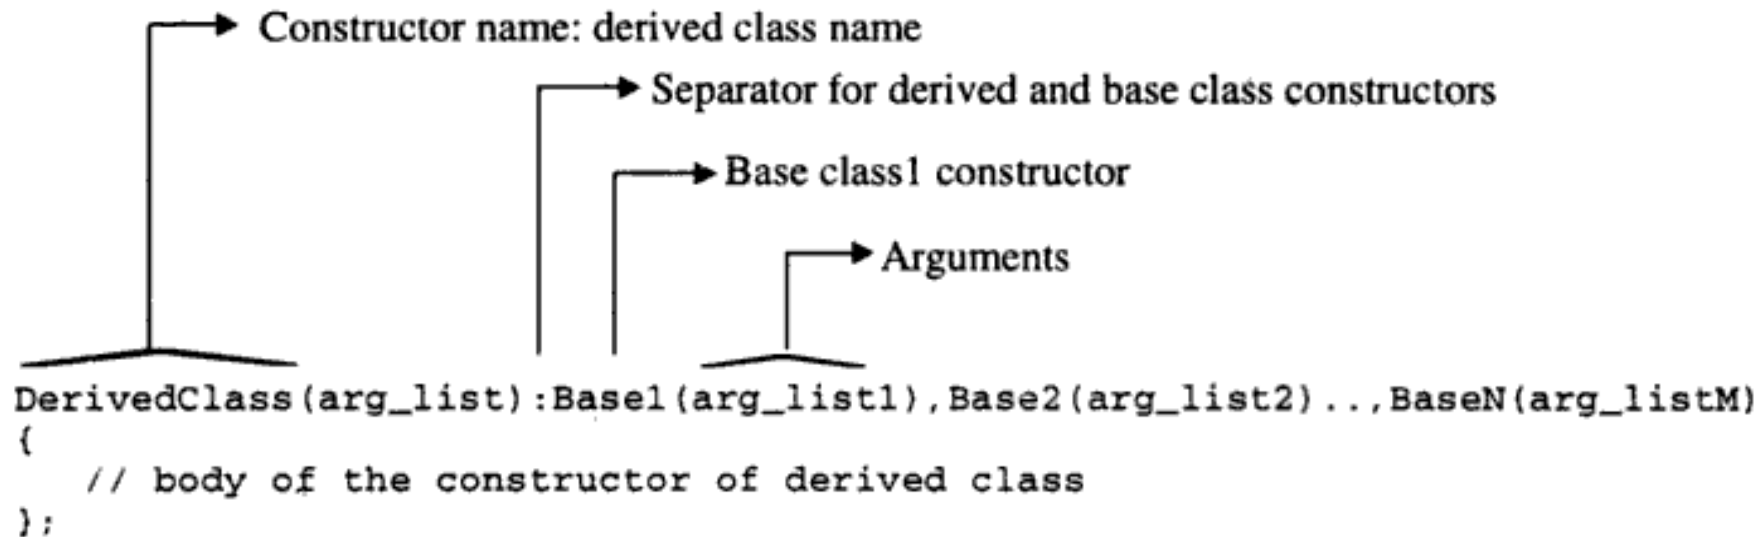 Constructor name: derived class name
Separator for derived and base class constructors
Base class1 constructor
Arguments
DerivedClass(arg_list):Base1(arg_list1),Base2(arg_list2)..,BaseN(arg_listM)
{
// body of the constructor of derived class
};